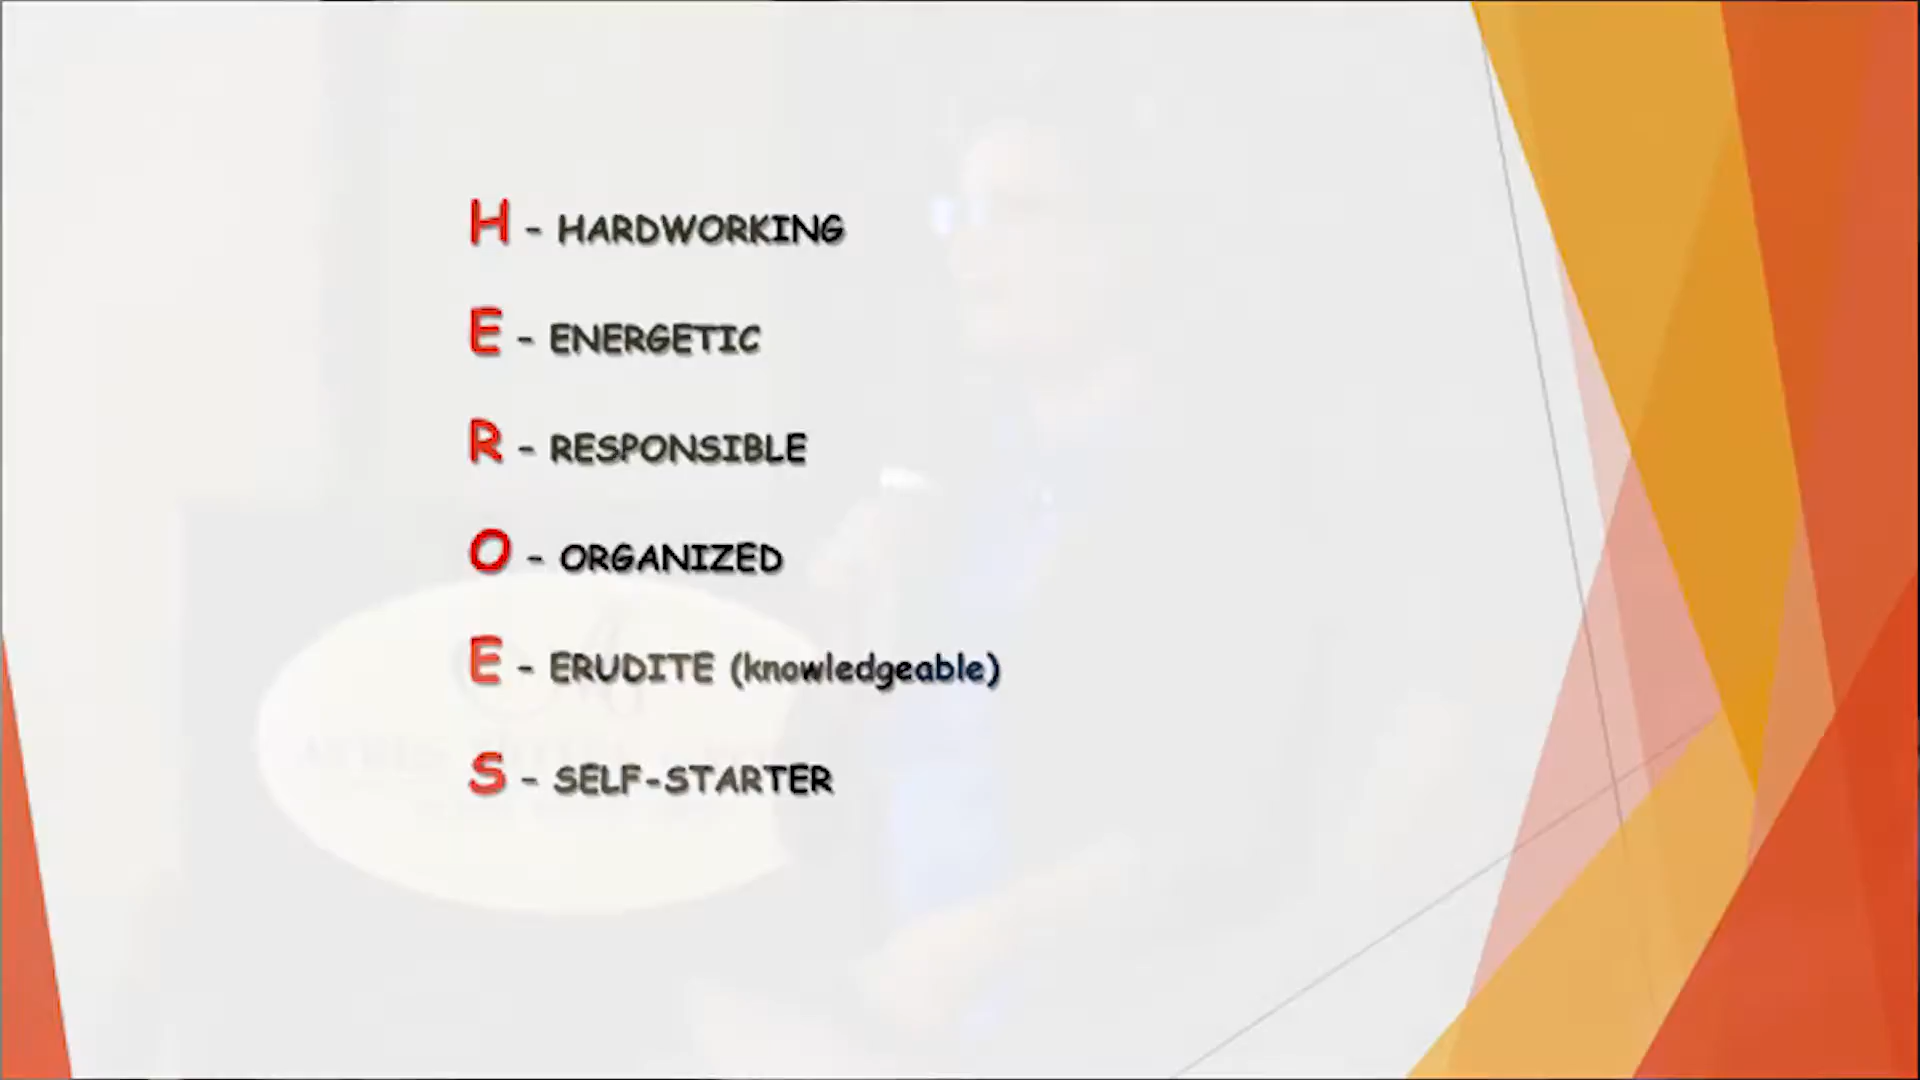 H - HARDWORKING
E - ENERGETIC
R - RESPONSIBLE
O - ORGANIZED
E - ERUDITE (knowledgeable)
S - SELF-STARTER